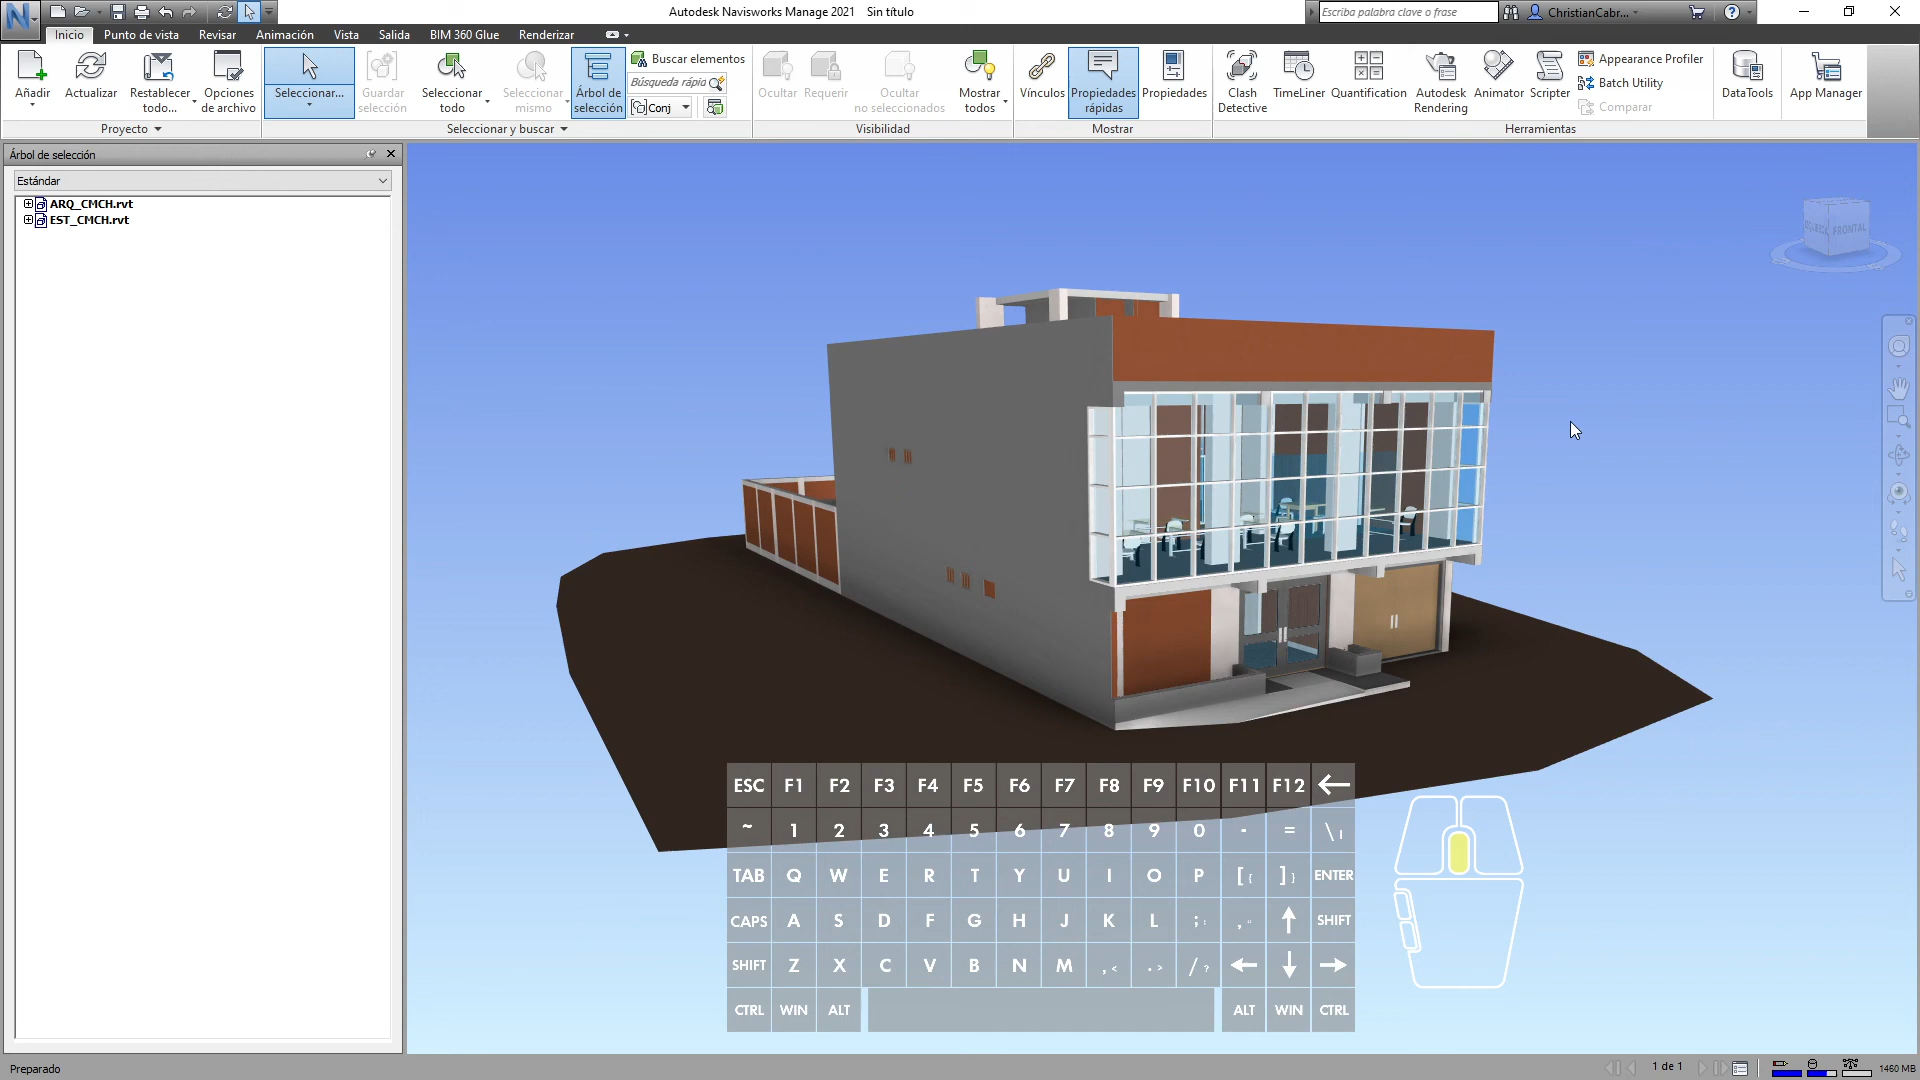 Autodesk Navisworks Manage 2021 Sin título
Escriba palabra clave o frase
ChristianCabr...
Inicio Punto de vista Revisar Animación Vista Salida BIM 360 Glue Renderizar
Añadir
Actualizar
Restablecer todo...
Opciones de archivo
Proyecto
Seleccionar...
Guardar selección
Seleccionar todo
Seleccionar mismo
Árbol de selección
Buscar elementos
Búsqueda rápid
Conj
Seleccionar y buscar
Ocultar
Requerir
Ocultar no seleccionados
Mostrar todos
Visibilidad
Vínculos
Propiedades rápidas
Propiedades
Mostrar
Clash Detective
TimeLiner
Quantification
Autodesk Rendering
Animator
Scripter
Appearance Profiler
Batch Utility
Comparar
Herramientas
DataTools
App Manager
Árbol de selección
Estándar
ARQ_CMCH.rvt
EST_CMCH.rvt
FRONTAL
ESC F1 F2 F3 F4 F5 F6 F7 F8 F9 F10 F11 F12 ←
~ 1 2 3 4 5 6 7 8 9 0 - = \ |
TAB Q W E R T Y U I O P [ { ] } ENTER
CAPS A S D F G H J K L ; : , " ↑ SHIFT
SHIFT Z X C V B N M , < . > / ? ← ↓ →
CTRL WIN ALT ALT WIN CTRL
Preparado
1 de 1
1460 MB